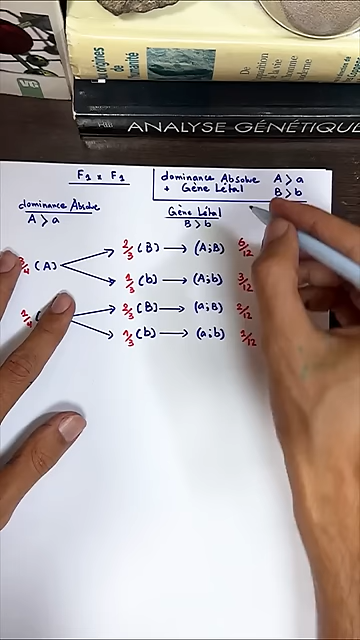 origines
de
l'humanité
De
ANALYSE GÉNÉTIQUE
F1 x F1
dominance Absolue A > a
+ Gène Létal B > b
dominance Absolue
A > a
Gène Létal
B > b
3/4 (A)
2/3 (B) → (A;B) 6/12
1/3 (b) → (A;b) 3/12
1/4
2/3 (B) → (a;B) 2/12
1/3 (b) → (a;b) 1/12